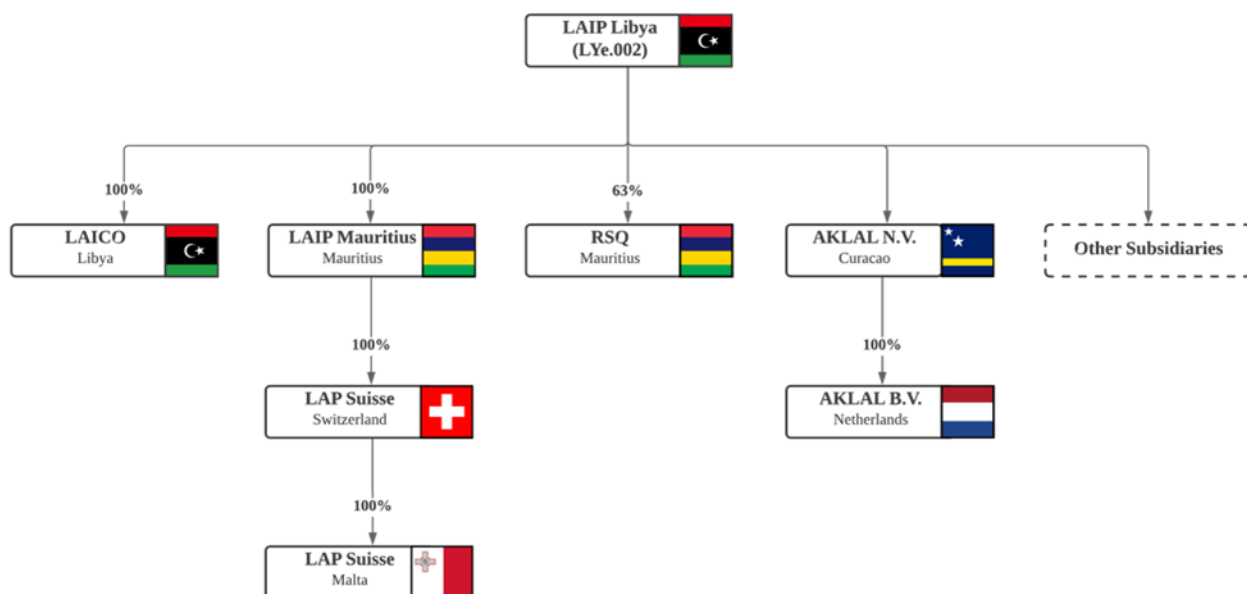 LAIP Libya
(LYe.002)
100%
100%
63%
LAICO
Libya
LAIP Mauritius
Mauritius
RSQ
Mauritius
AKLAL N.V.
Curacao
Other Subsidiaries
100%
100%
LAP Suisse
Switzerland
AKLAL B.V.
Netherlands
100%
LAP Suisse
Malta